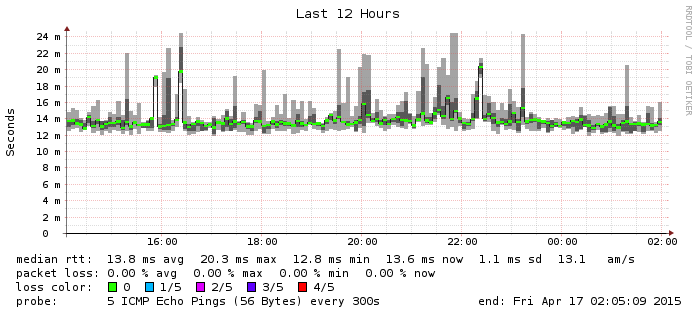 Last 12 Hours
RRDTOOL / TOBI OETIKER
Seconds
24 m
22 m
20 m
18 m
16 m
14 m
12 m
10 m
8 m
6 m
4 m
2 m
0
16:00 18:00 20:00 22:00 00:00 02:00
median rtt: 13.8 ms avg 20.3 ms max 12.8 ms min 13.6 ms now 1.1 ms sd 13.1 am/s
packet loss: 0.00 % avg 0.00 % max 0.00 % min 0.00 % now
loss color: 0 1/5 2/5 3/5 4/5
probe: 5 ICMP Echo Pings (56 Bytes) every 300s end: Fri Apr 17 02:05:09 2015